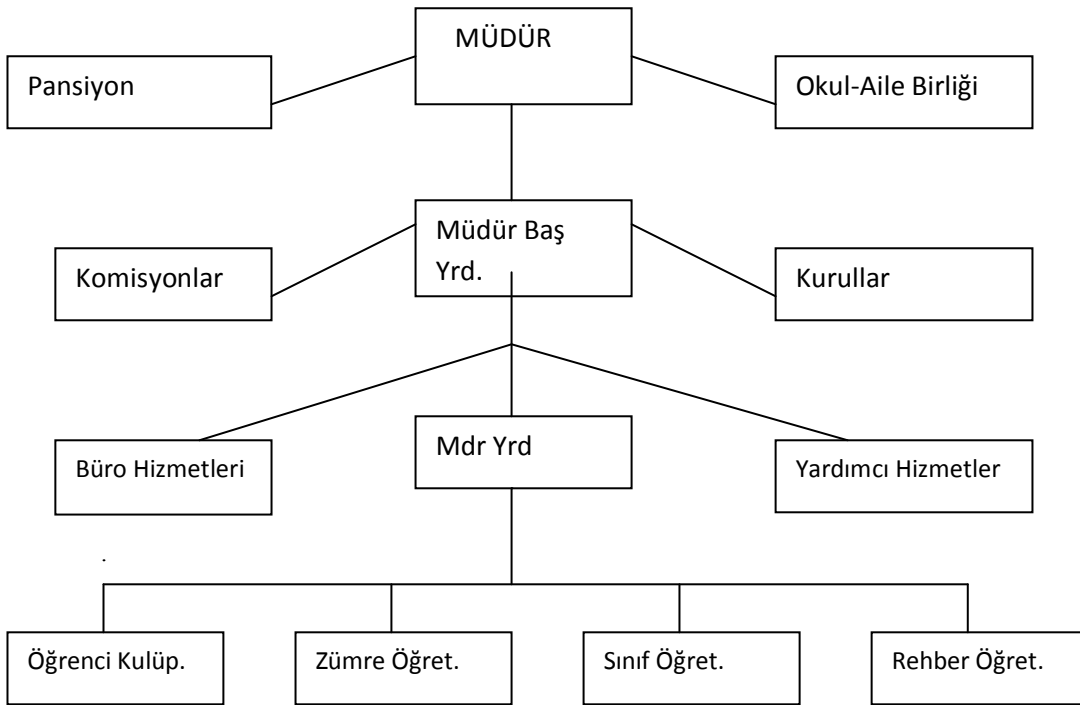 MÜDÜR
Pansiyon
Okul-Aile Birliği
Müdür Baş
Yrd.
Komisyonlar
Kurullar
Mdr Yrd
Büro Hizmetleri
Yardımcı Hizmetler
.
Öğrenci Kulüp.
Zümre Öğret.
Sınıf Öğret.
Rehber Öğret.